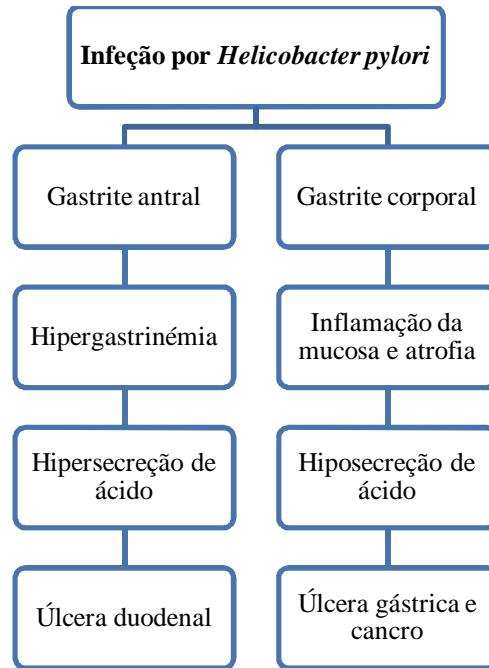 Infeção por Helicobacter pylori
Gastrite antral
Hipergastrinémia
Hipersecreção de
ácido
Úlcera duodenal
Gastrite corporal
Inflamação da
mucosa e atrofia
Hiposecreção de
ácido
Úlcera gástrica e
cancro